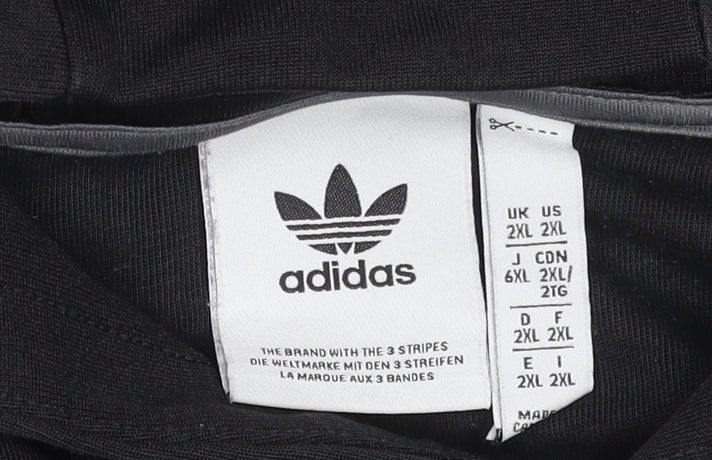 adidas
THE BRAND WITH THE 3 STRIPES
DIE WELTMARKE MIT DEN 3 STREIFEN
LA MARQUE AUX 3 BANDES
UK US
2XL 2XL
J CDN
6XL 2XL/
2TG
D F
2XL 2XL
E I
2XL 2XL